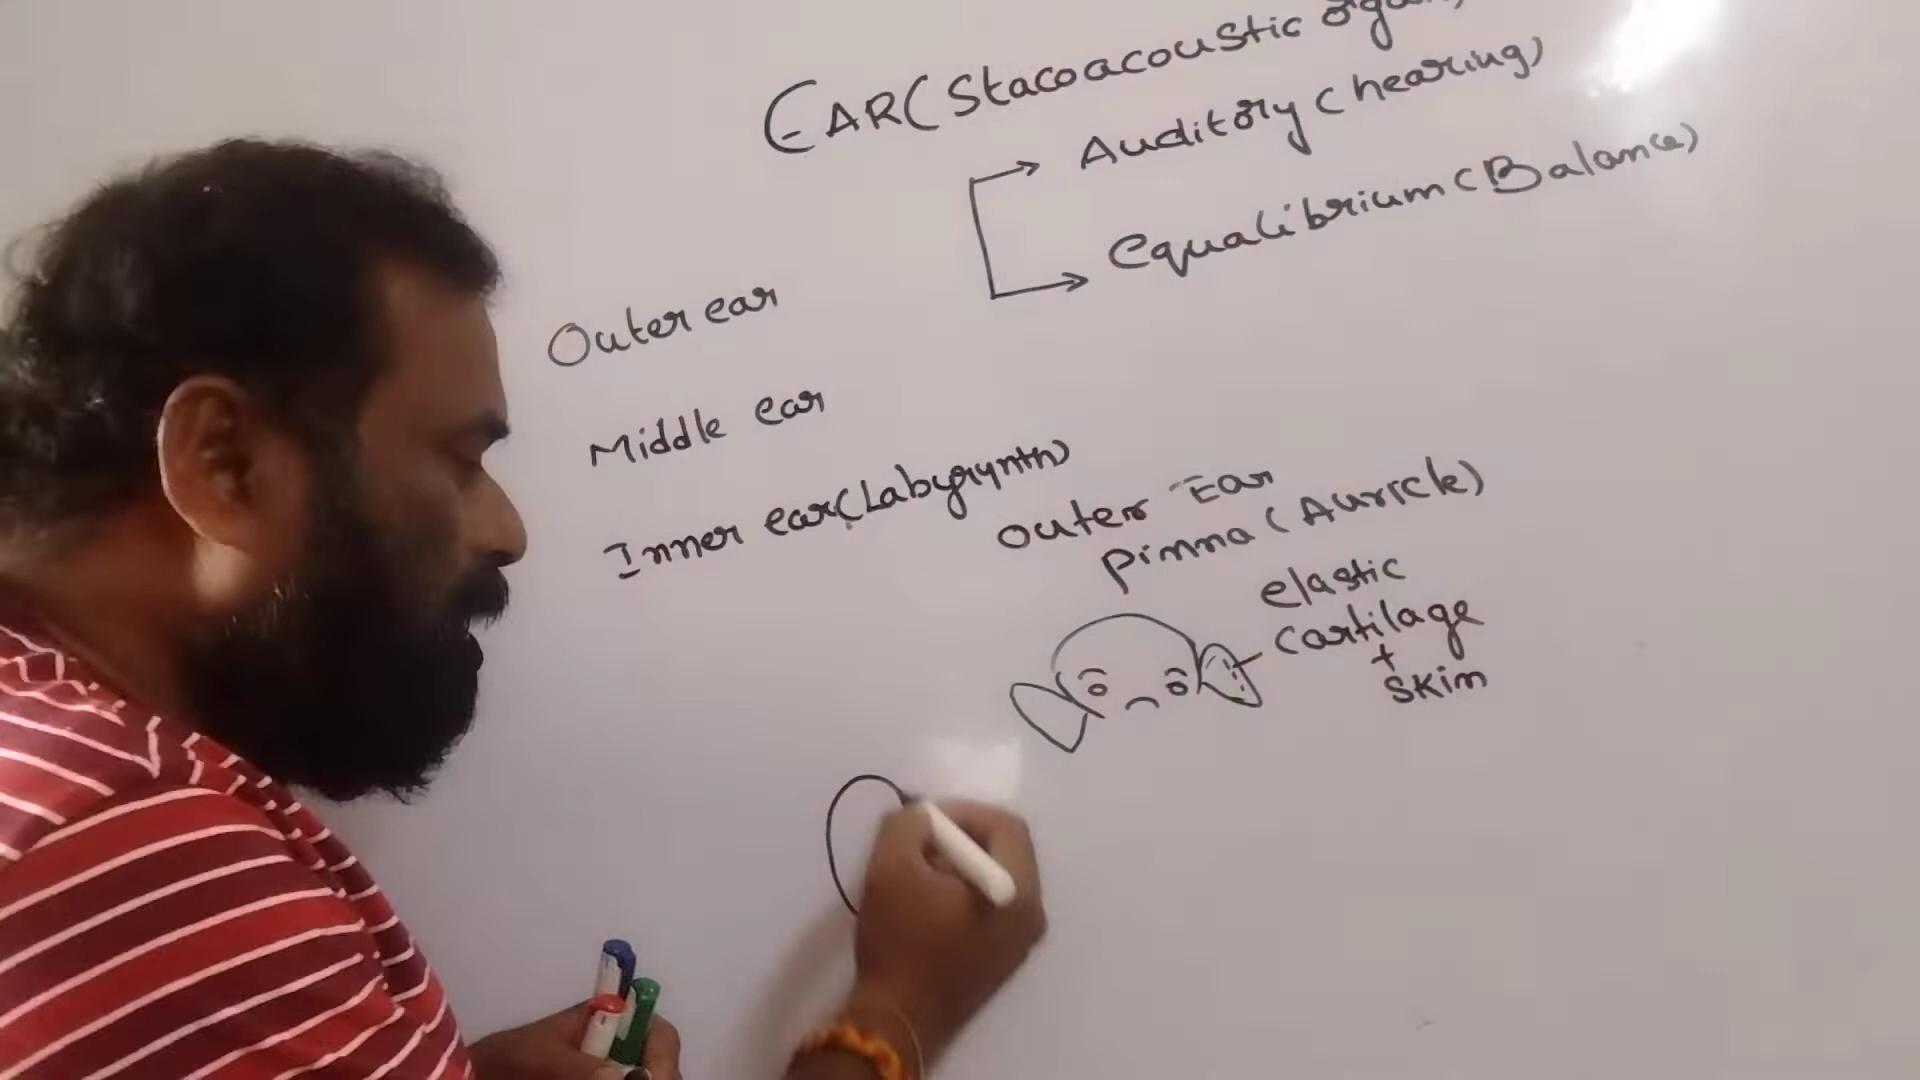 EAR (Stacoacoustic organ)
Auditory (hearing)
Equalibrium (Balance)
Outer ear
Middle ear
Inner ear (Labyrynth)
Outer Ear
Pinna (Auricle)
elastic
cartilage
+
skin